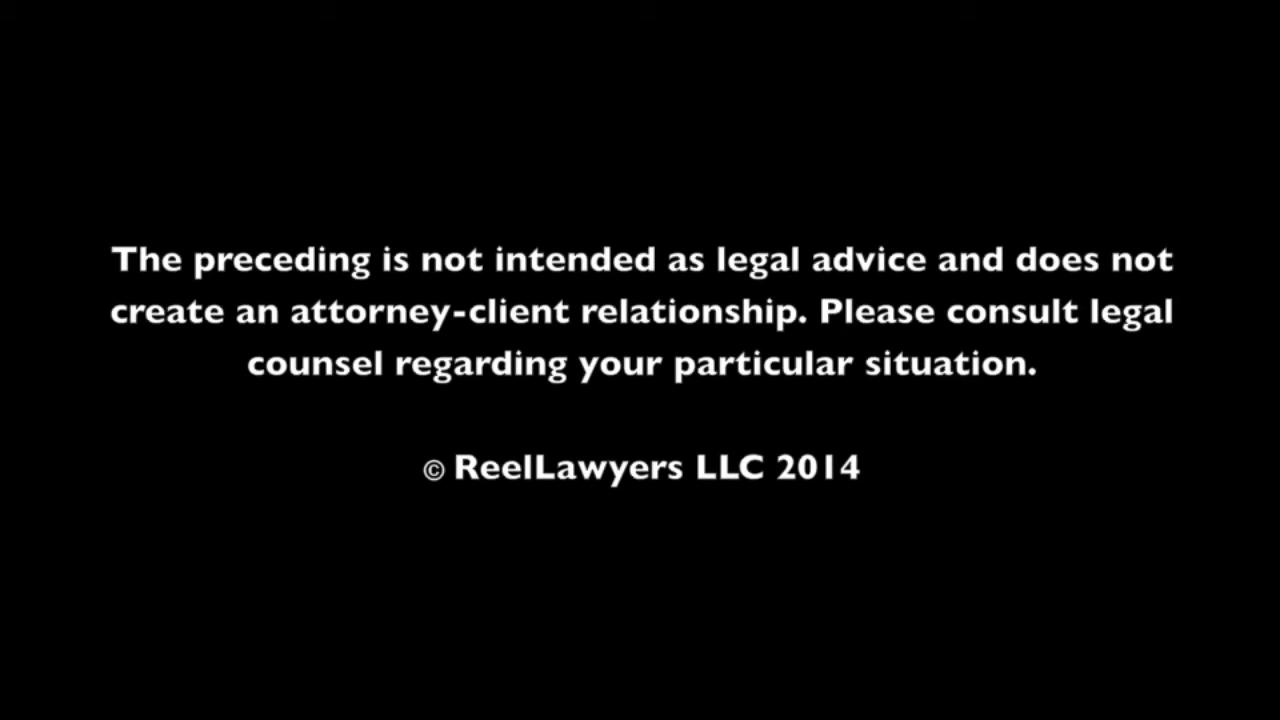 The preceding is not intended as legal advice and does not
create an attorney-client relationship. Please consult legal
counsel regarding your particular situation.
© ReelLawyers LLC 2014